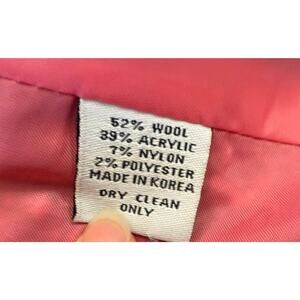 52% WOOL
39% ACRYLIC
7% NYLON
2% POLYESTER
MADE IN KOREA
DRY CLEAN
ONLY